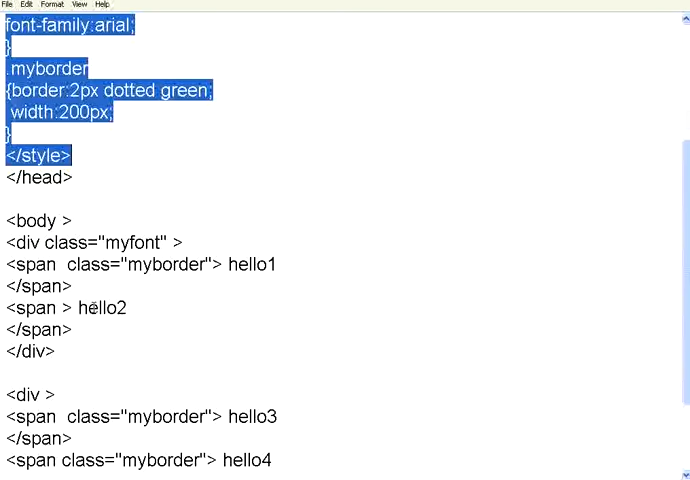 File Edit Format View Help
font-family:arial;
}
.myborder
{border:2px dotted green;
width:200px;
}
</style>
</head>
<body >
<div class="myfont" >
<span  class="myborder"> hello1
</span>
<span > hello2
</span>
</div>
<div >
<span  class="myborder"> hello3
</span>
<span class="myborder"> hello4